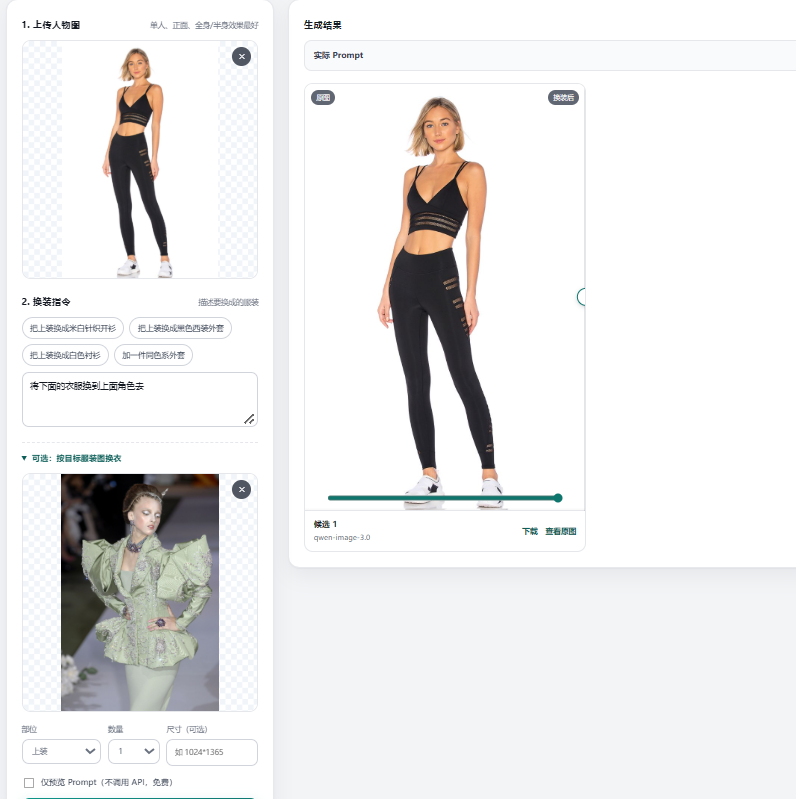 1. 上传人物图
单人、正面、全身/半身效果最好
2. 换装指令
描述要换成的服装
把上装换成米白针织开衫
把上装换成黑色西装外套
把上装换成白色衬衫
加一件同色系外套
将下面的衣服换到上面角色去
▼ 可选：按目标服装图换衣
部位
数量
尺寸（可选）
上装
1
如 1024*1365
仅预览 Prompt（不调用 API，免费）
生成结果
实际 Prompt
原图
换装后
候选 1
qwen-image-3.0
下载
查看原图